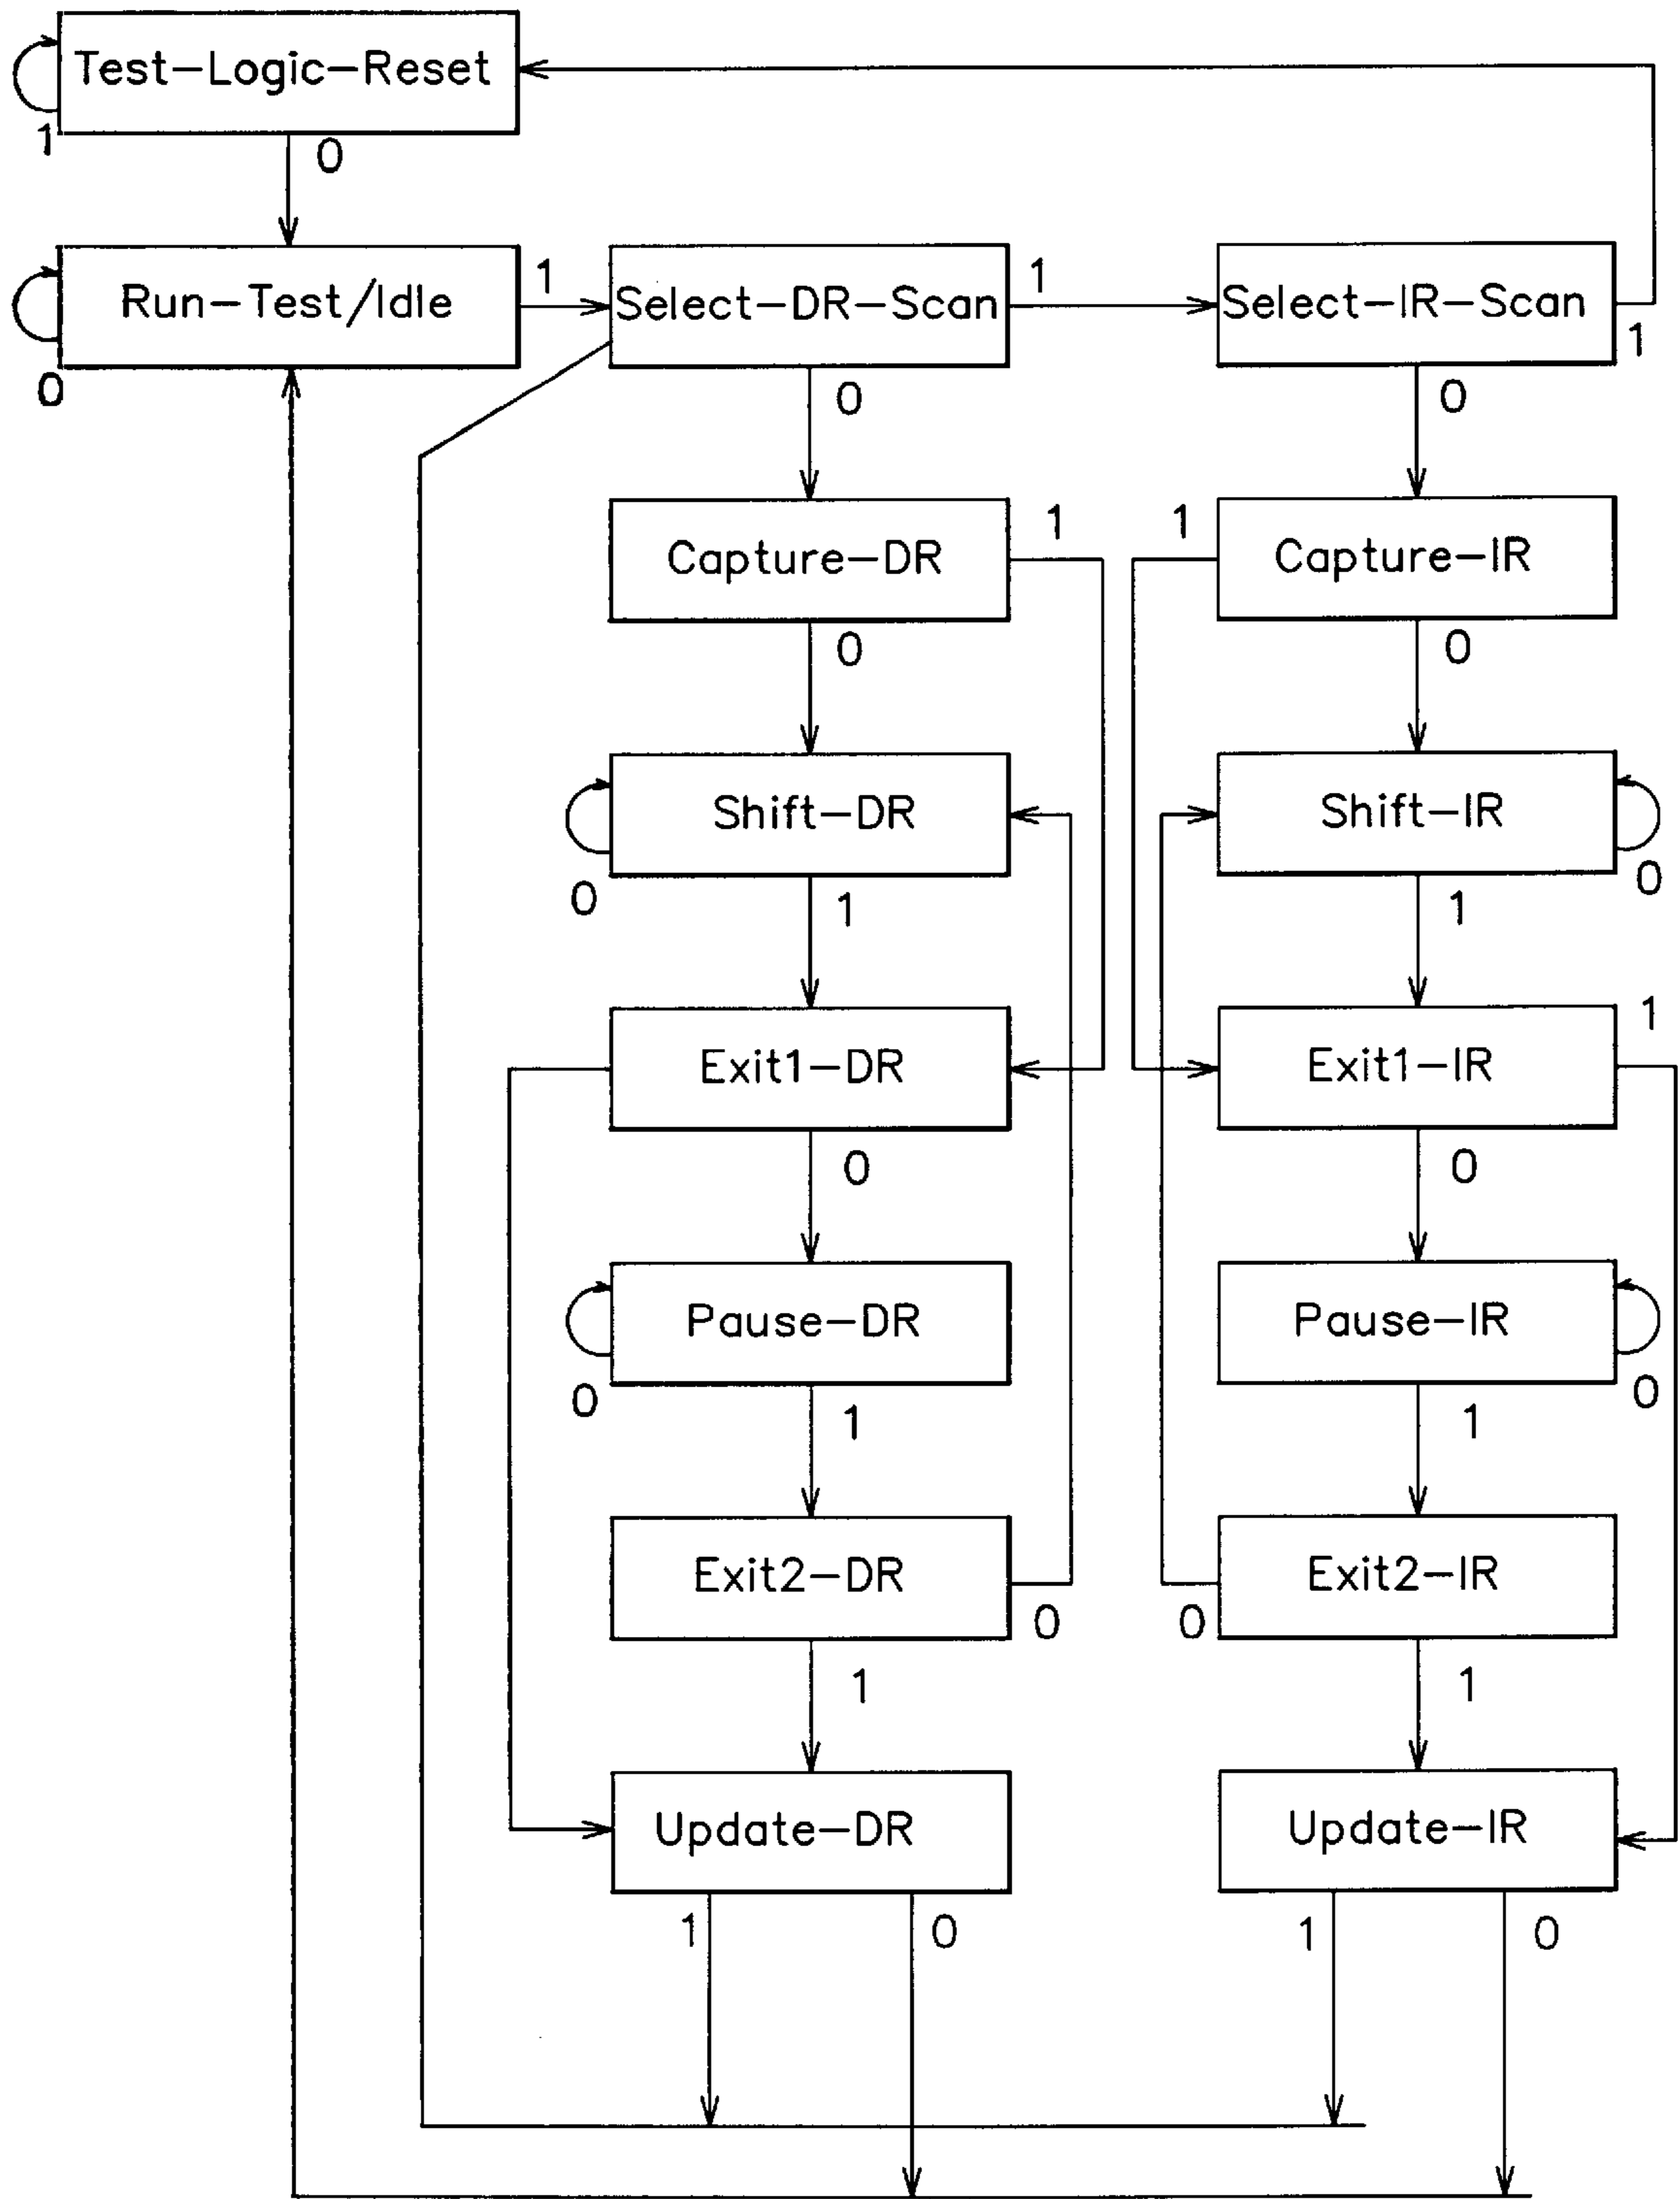 Test-Logic-Reset
1
0
Run-Test/Idle
1
Select-DR-Scan
1
Select-IR-Scan
1
0
0
0
Capture-DR
1
1
Capture-IR
0
0
Shift-DR
Shift-IR
0
1
1
0
Exit1-DR
Exit1-IR
1
0
0
Pause-DR
Pause-IR
0
1
1
0
Exit2-DR
0
0
Exit2-IR
1
1
Update-DR
Update-IR
1
0
1
0